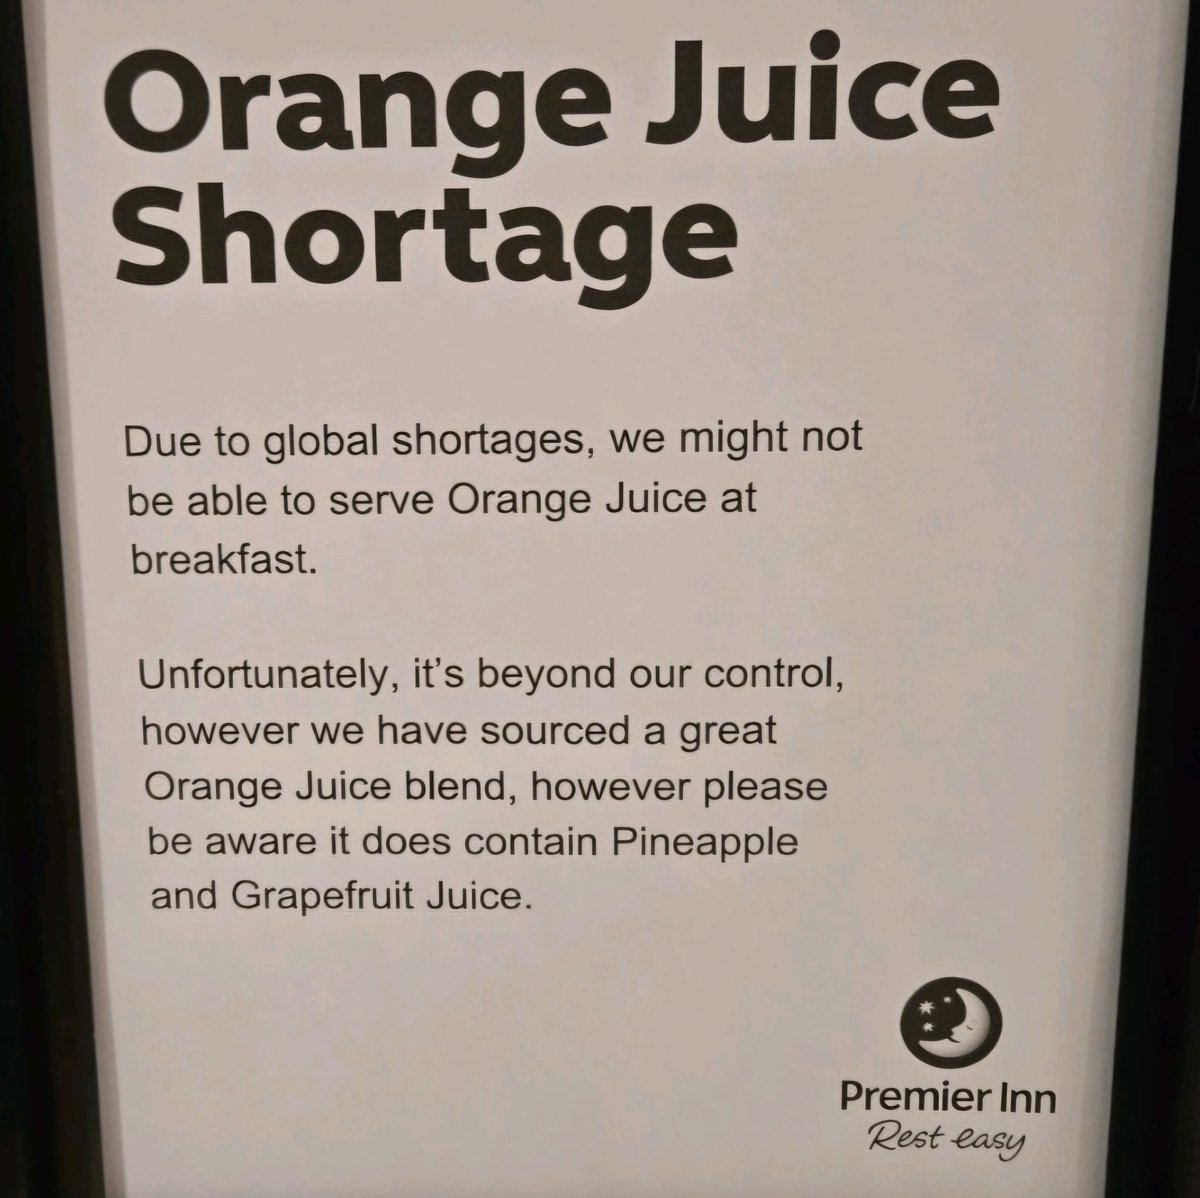 Orange Juice
Shortage
Due to global shortages, we might not
be able to serve Orange Juice at
breakfast.
Unfortunately, it’s beyond our control,
however we have sourced a great
Orange Juice blend, however please
be aware it does contain Pineapple
and Grapefruit Juice.
Premier Inn
Rest easy